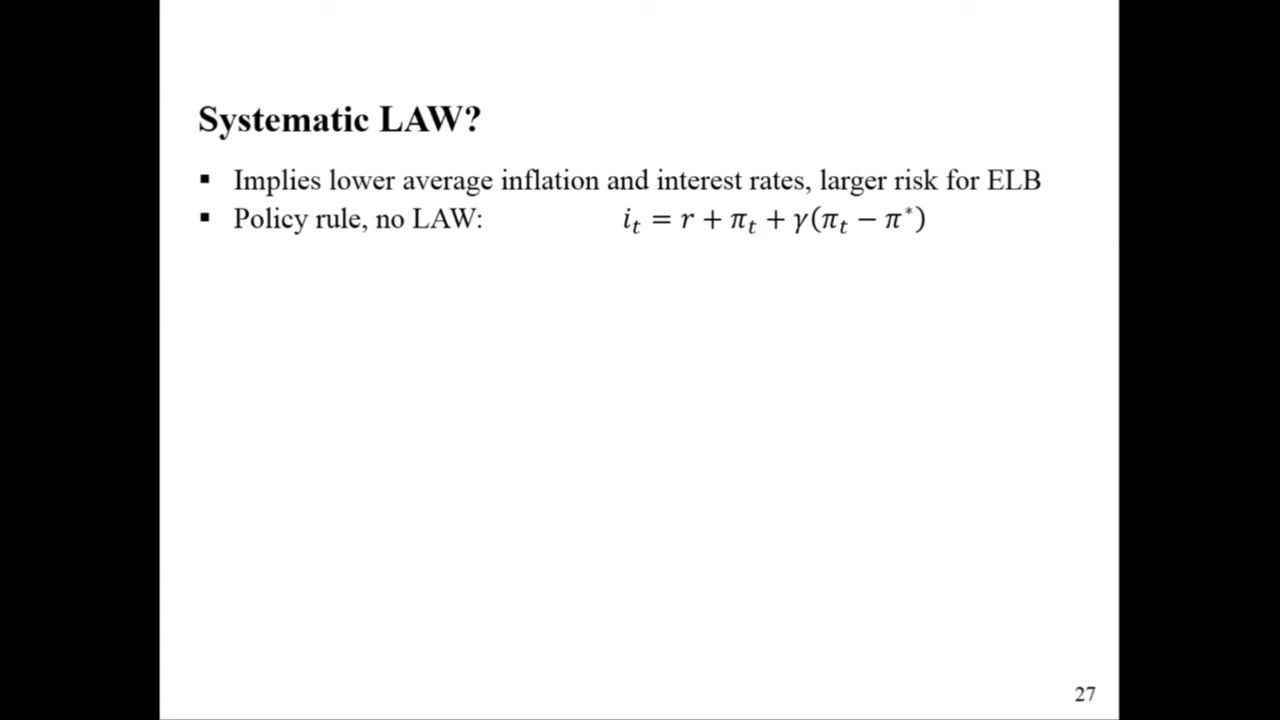 Systematic LAW?
▪ Implies lower average inflation and interest rates, larger risk for ELB
▪ Policy rule, no LAW: iₜ = r + πₜ + γ(πₜ − π*)
27